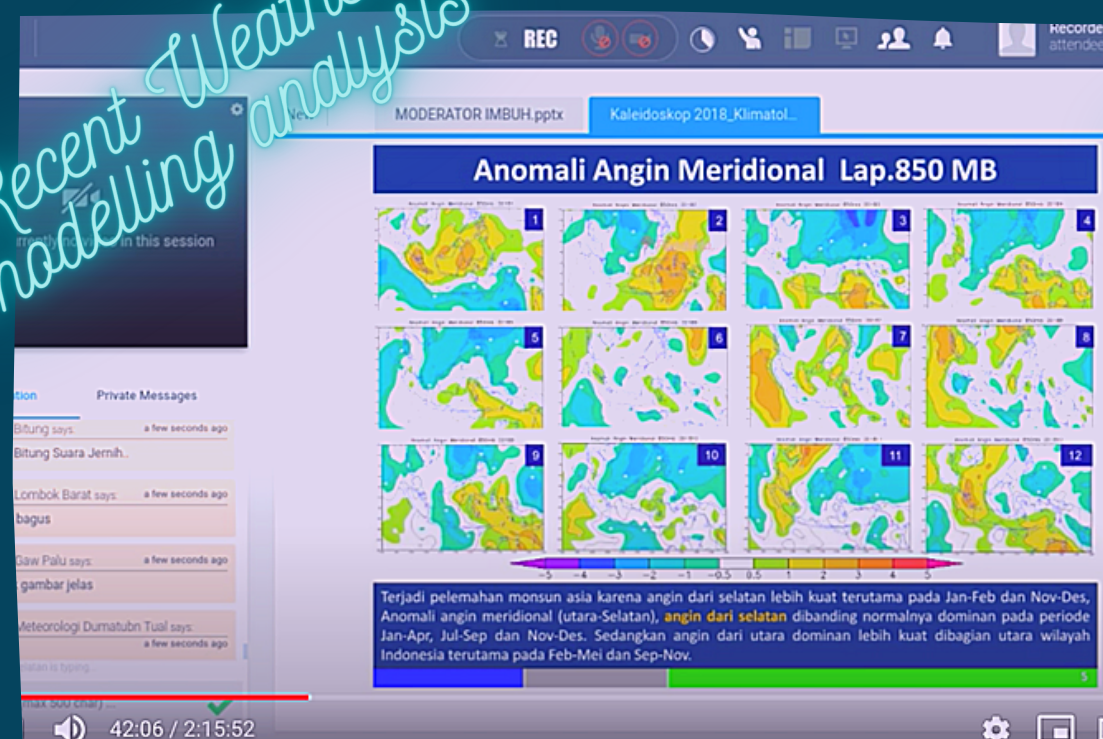 Recent Weath
modelling analysis
REC
Recorde
attendee
MODERATOR IMBUH.pptx
Kaleidoskop 2018_Klimatol...
in this session
Anomali Angin Meridional Lap.850 MB
1
2
3
4
5
6
7
8
9
10
11
12
-5 -4 -3 -2 -1 -0.5 0.5 1 2 3 4 5
Terjadi pelemahan monsun asia karena angin dari selatan lebih kuat terutama pada Jan-Feb dan Nov-Des,
Anomali angin meridional (utara-Selatan), angin dari selatan dibanding normalnya dominan pada periode
Jan-Apr, Jul-Sep dan Nov-Des. Sedangkan angin dari utara dominan lebih kuat dibagian utara wilayah
Indonesia terutama pada Feb-Mei dan Sep-Nov.
5
Private Messages
Bitung says: a few seconds ago
Bitung Suara Jernih..
Lombok Barat says: a few seconds ago
bagus
Gaw Palu says: a few seconds ago
gambar jelas
Meteorologi Dumatubn Tual says:
a few seconds ago
is typing...
max 500 char) ...
42:06 / 2:15:52